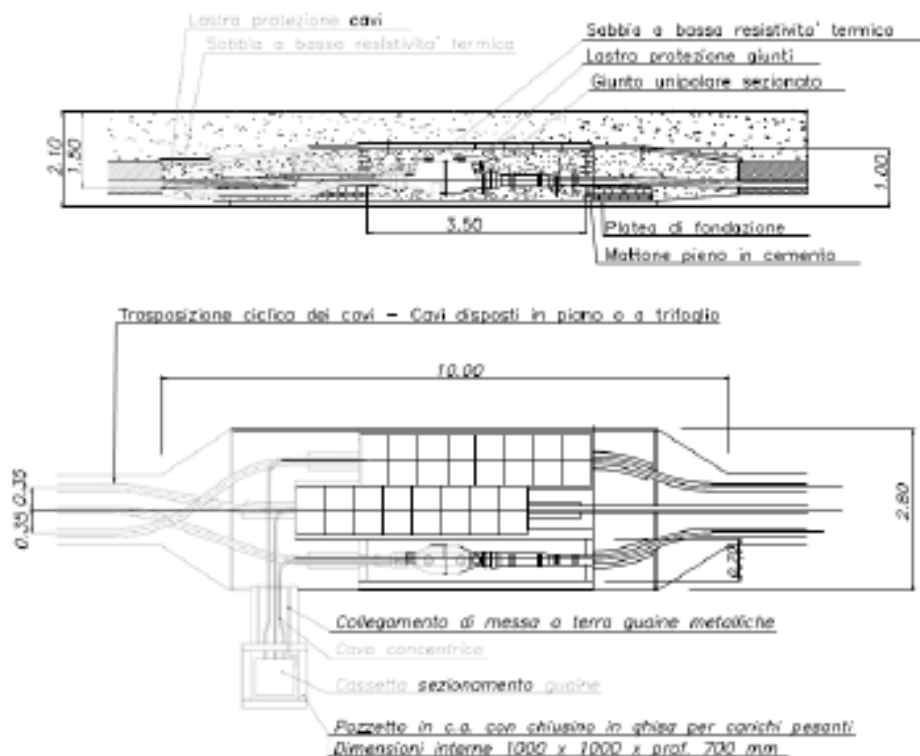 Lastra protezione cavi
Sabbia a bassa resistivita' termica
Sabbia a bassa resistivita' termica
Lastra protezione giunti
Giunto unipolare sezionato
2.10
1.80
1.00
3.50
Platea di fondazione
Mattone pieno in cemento
Trasposizione ciclica dei cavi - Cavi disposti in piano o a trifoglio
10.00
0.35
0.35
2.80
0.70
Collegamento di messa a terra guaine metalliche
Cavo concentrico
Cassetta sezionamento guaine
Pozzetto in c.a. con chiusino in ghisa per carichi pesanti
Dimensioni interne 1000 x 1000 x prof. 700 mm